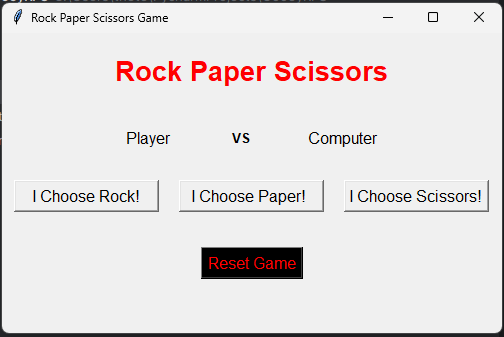 Rock Paper Scissors Game
Rock Paper Scissors
Player vs Computer
I Choose Rock! I Choose Paper! I Choose Scissors!
Reset Game